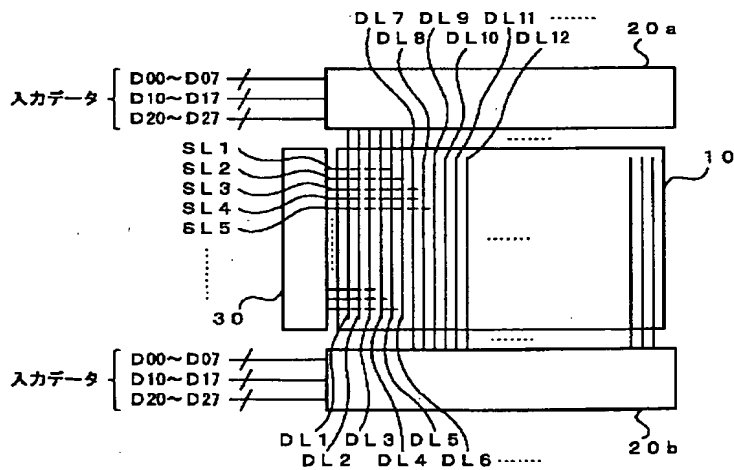 DL7 DL9 DL11 ‥‥‥
DL8 DL10 DL12
20a
入力データ
D00～D07
D10～D17
D20～D27
‥‥‥
SL1
SL2
SL3
SL4
SL5
10
30
入力データ
D00～D07
D10～D17
D20～D27
DL1 DL3 DL5
DL2 DL4 DL6 ‥‥‥
20b